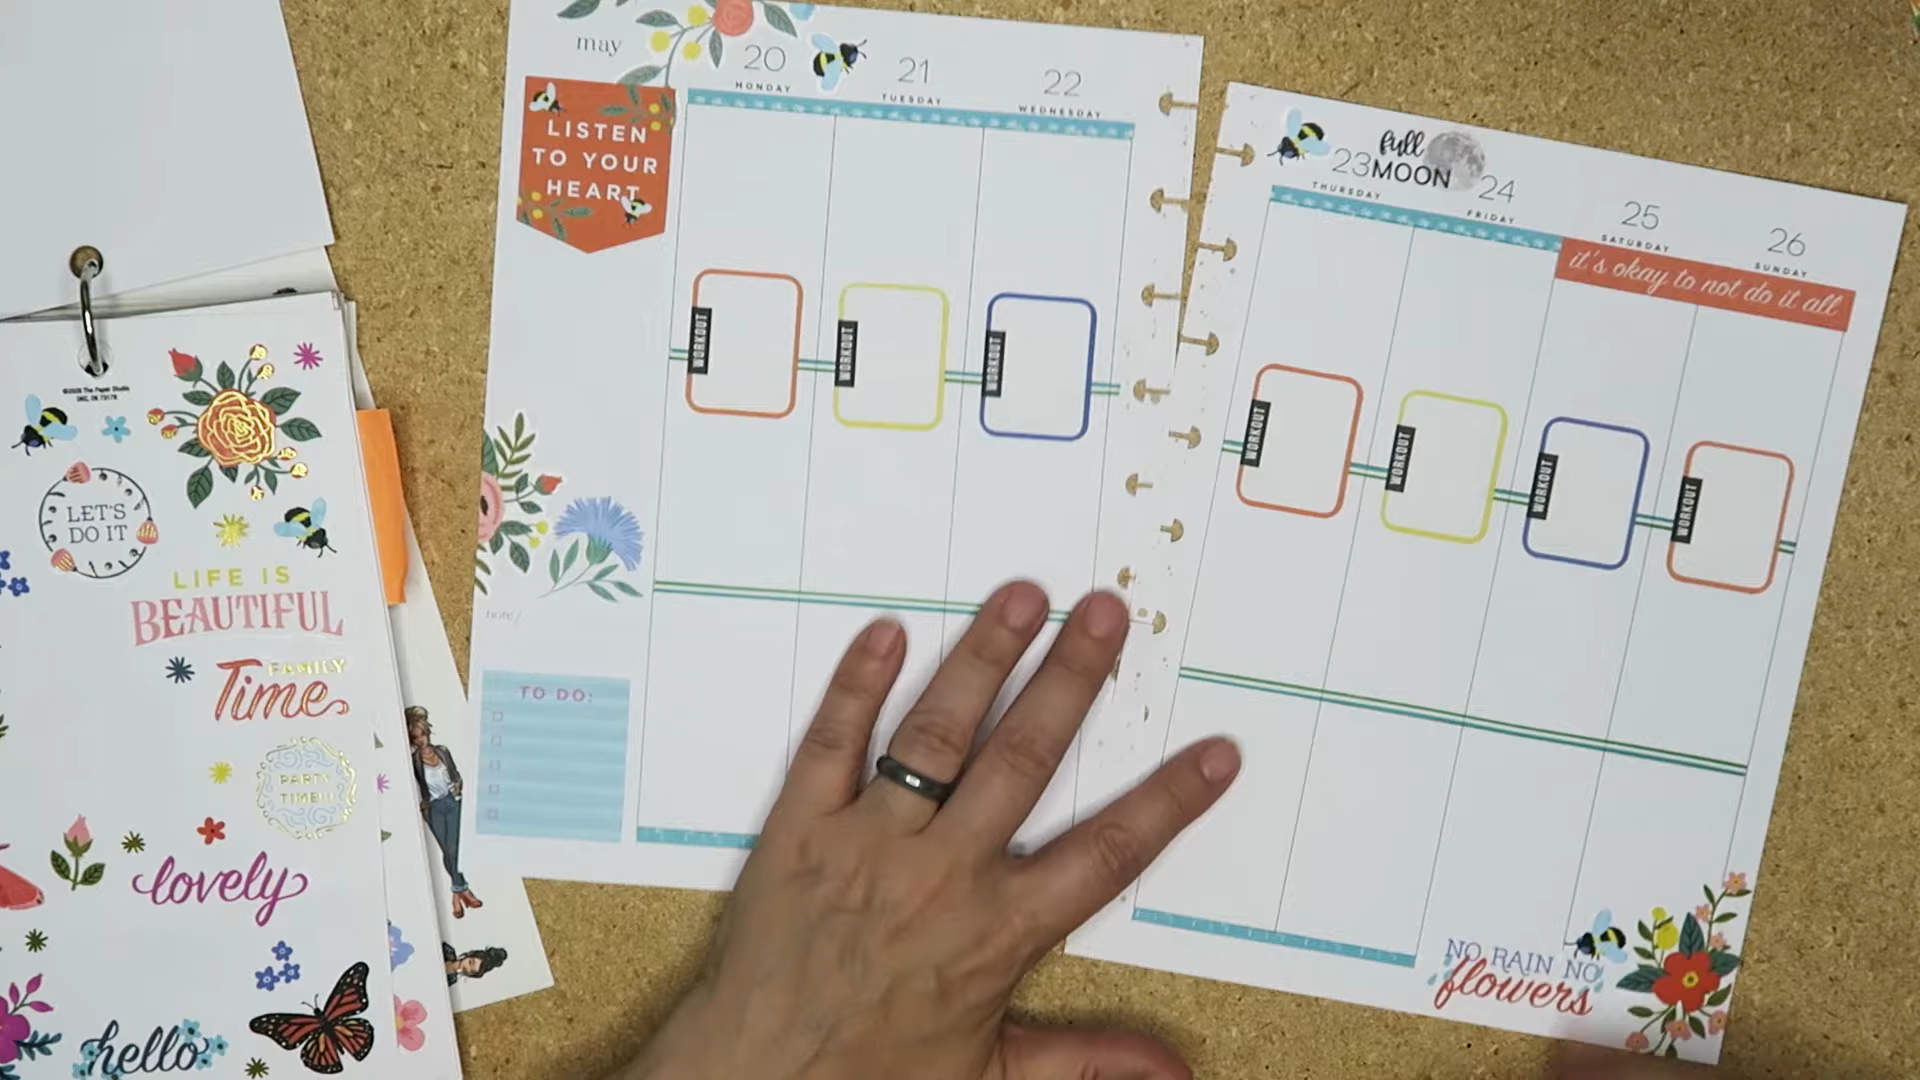 may
20
MONDAY
21
TUESDAY
22
WEDNESDAY
LISTEN
TO YOUR
HEART
WORKOUT
WORKOUT
WORKOUT
note/
TO DO:
full
MOON
23
THURSDAY
24
FRIDAY
25
SATURDAY
26
SUNDAY
it's okay to not do it all
WORKOUT
WORKOUT
WORKOUT
WORKOUT
NO RAIN NO
flowers
LET'S
DO IT
LIFE IS
BEAUTIFUL
FAMILY
Time
PARTY
TIME!!
lovely
hello